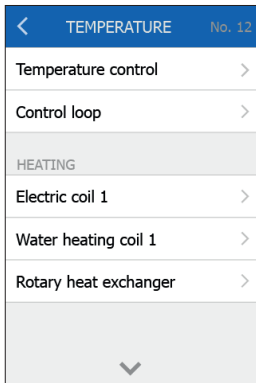 TEMPERATURE No. 12
Temperature control
Control loop
HEATING
Electric coil 1
Water heating coil 1
Rotary heat exchanger